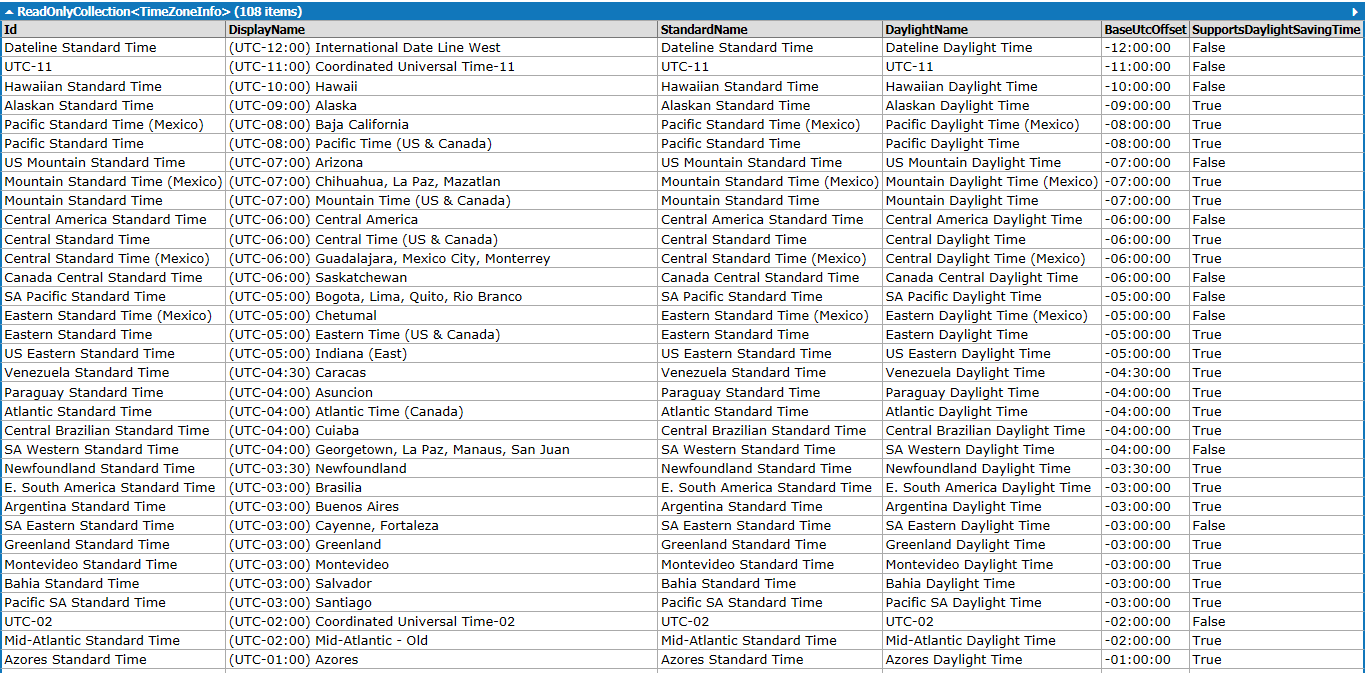 ReadOnlyCollection<TimeZoneInfo> (108 items)
Id DisplayName StandardName DaylightName BaseUtcOffset SupportsDaylightSavingTime
Dateline Standard Time (UTC-12:00) International Date Line West Dateline Standard Time Dateline Daylight Time -12:00:00 False
UTC-11 (UTC-11:00) Coordinated Universal Time-11 UTC-11 UTC-11 -11:00:00 False
Hawaiian Standard Time (UTC-10:00) Hawaii Hawaiian Standard Time Hawaiian Daylight Time -10:00:00 False
Alaskan Standard Time (UTC-09:00) Alaska Alaskan Standard Time Alaskan Daylight Time -09:00:00 True
Pacific Standard Time (Mexico) (UTC-08:00) Baja California Pacific Standard Time (Mexico) Pacific Daylight Time (Mexico) -08:00:00 True
Pacific Standard Time (UTC-08:00) Pacific Time (US & Canada) Pacific Standard Time Pacific Daylight Time -08:00:00 True
US Mountain Standard Time (UTC-07:00) Arizona US Mountain Standard Time US Mountain Daylight Time -07:00:00 False
Mountain Standard Time (Mexico) (UTC-07:00) Chihuahua, La Paz, Mazatlan Mountain Standard Time (Mexico) Mountain Daylight Time (Mexico) -07:00:00 True
Mountain Standard Time (UTC-07:00) Mountain Time (US & Canada) Mountain Standard Time Mountain Daylight Time -07:00:00 True
Central America Standard Time (UTC-06:00) Central America Central America Standard Time Central America Daylight Time -06:00:00 False
Central Standard Time (UTC-06:00) Central Time (US & Canada) Central Standard Time Central Daylight Time -06:00:00 True
Central Standard Time (Mexico) (UTC-06:00) Guadalajara, Mexico City, Monterrey Central Standard Time (Mexico) Central Daylight Time (Mexico) -06:00:00 True
Canada Central Standard Time (UTC-06:00) Saskatchewan Canada Central Standard Time Canada Central Daylight Time -06:00:00 False
SA Pacific Standard Time (UTC-05:00) Bogota, Lima, Quito, Rio Branco SA Pacific Standard Time SA Pacific Daylight Time -05:00:00 False
Eastern Standard Time (Mexico) (UTC-05:00) Chetumal Eastern Standard Time (Mexico) Eastern Daylight Time (Mexico) -05:00:00 False
Eastern Standard Time (UTC-05:00) Eastern Time (US & Canada) Eastern Standard Time Eastern Daylight Time -05:00:00 True
US Eastern Standard Time (UTC-05:00) Indiana (East) US Eastern Standard Time US Eastern Daylight Time -05:00:00 True
Venezuela Standard Time (UTC-04:30) Caracas Venezuela Standard Time Venezuela Daylight Time -04:30:00 True
Paraguay Standard Time (UTC-04:00) Asuncion Paraguay Standard Time Paraguay Daylight Time -04:00:00 True
Atlantic Standard Time (UTC-04:00) Atlantic Time (Canada) Atlantic Standard Time Atlantic Daylight Time -04:00:00 True
Central Brazilian Standard Time (UTC-04:00) Cuiaba Central Brazilian Standard Time Central Brazilian Daylight Time -04:00:00 True
SA Western Standard Time (UTC-04:00) Georgetown, La Paz, Manaus, San Juan SA Western Standard Time SA Western Daylight Time -04:00:00 False
Newfoundland Standard Time (UTC-03:30) Newfoundland Newfoundland Standard Time Newfoundland Daylight Time -03:30:00 True
E. South America Standard Time (UTC-03:00) Brasilia E. South America Standard Time E. South America Daylight Time -03:00:00 True
Argentina Standard Time (UTC-03:00) Buenos Aires Argentina Standard Time Argentina Daylight Time -03:00:00 True
SA Eastern Standard Time (UTC-03:00) Cayenne, Fortaleza SA Eastern Standard Time SA Eastern Daylight Time -03:00:00 False
Greenland Standard Time (UTC-03:00) Greenland Greenland Standard Time Greenland Daylight Time -03:00:00 True
Montevideo Standard Time (UTC-03:00) Montevideo Montevideo Standard Time Montevideo Daylight Time -03:00:00 True
Bahia Standard Time (UTC-03:00) Salvador Bahia Standard Time Bahia Daylight Time -03:00:00 True
Pacific SA Standard Time (UTC-03:00) Santiago Pacific SA Standard Time Pacific SA Daylight Time -03:00:00 True
UTC-02 (UTC-02:00) Coordinated Universal Time-02 UTC-02 UTC-02 -02:00:00 False
Mid-Atlantic Standard Time (UTC-02:00) Mid-Atlantic - Old Mid-Atlantic Standard Time Mid-Atlantic Daylight Time -02:00:00 True
Azores Standard Time (UTC-01:00) Azores Azores Standard Time Azores Daylight Time -01:00:00 True